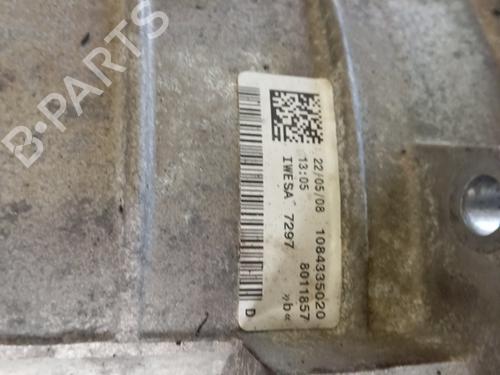 B-PARTS
22/05/08 1084335020
13:05 8011857
IWESA 7297 »b«
D